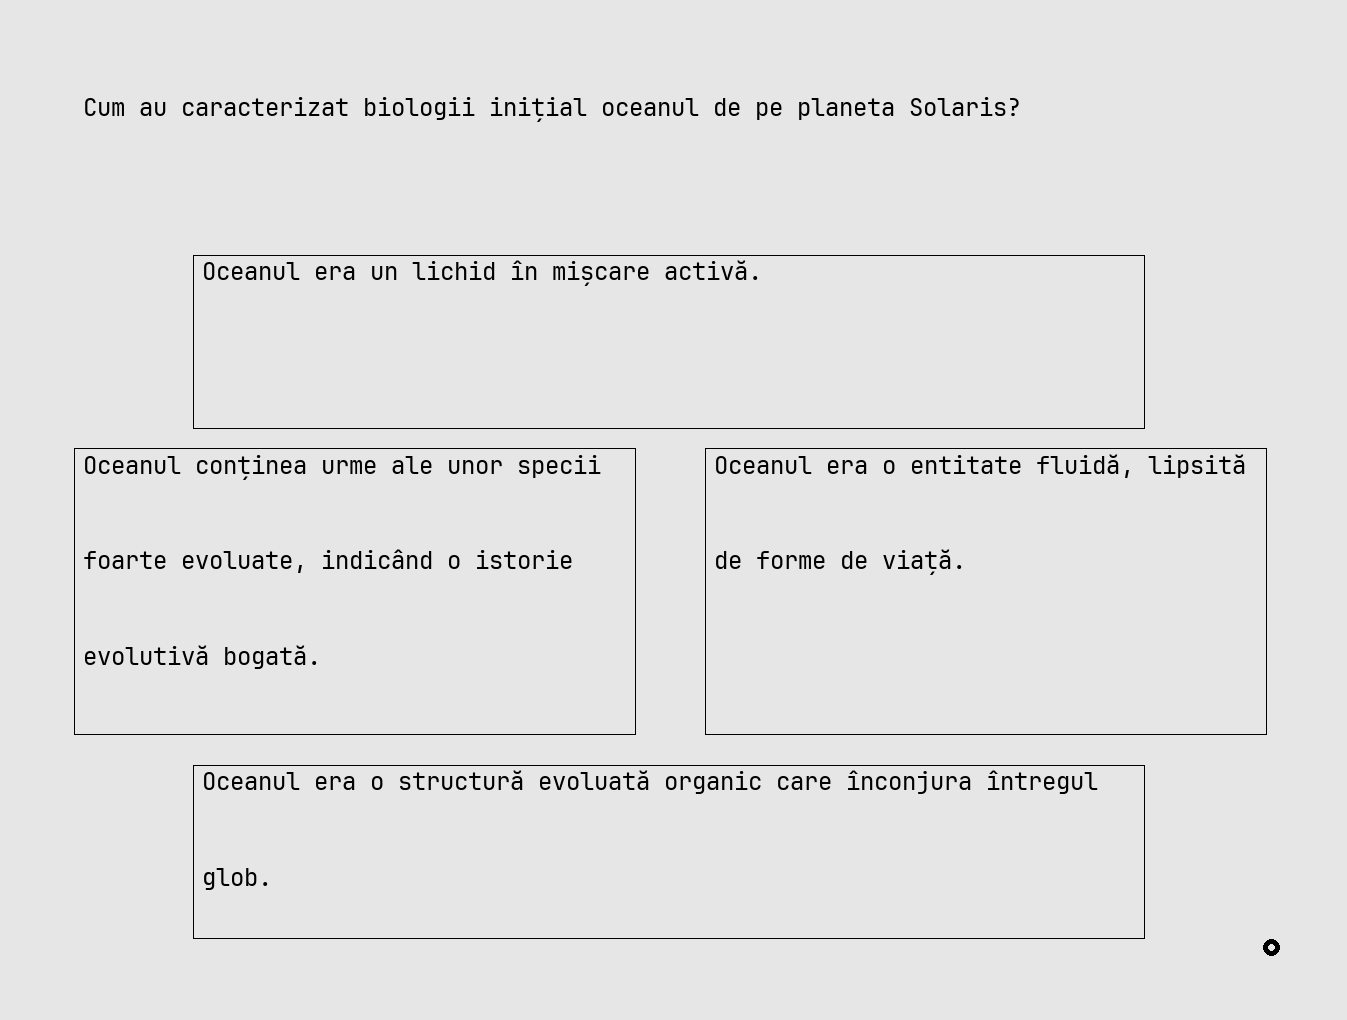 Cum au caracterizat biologii inițial oceanul de pe planeta Solaris?
Oceanul era un lichid în mișcare activă.
Oceanul conținea urme ale unor specii
foarte evoluate, indicând o istorie
evolutivă bogată.
Oceanul era o entitate fluidă, lipsită
de forme de viață.
Oceanul era o structură evoluată organic care înconjura întregul
glob.